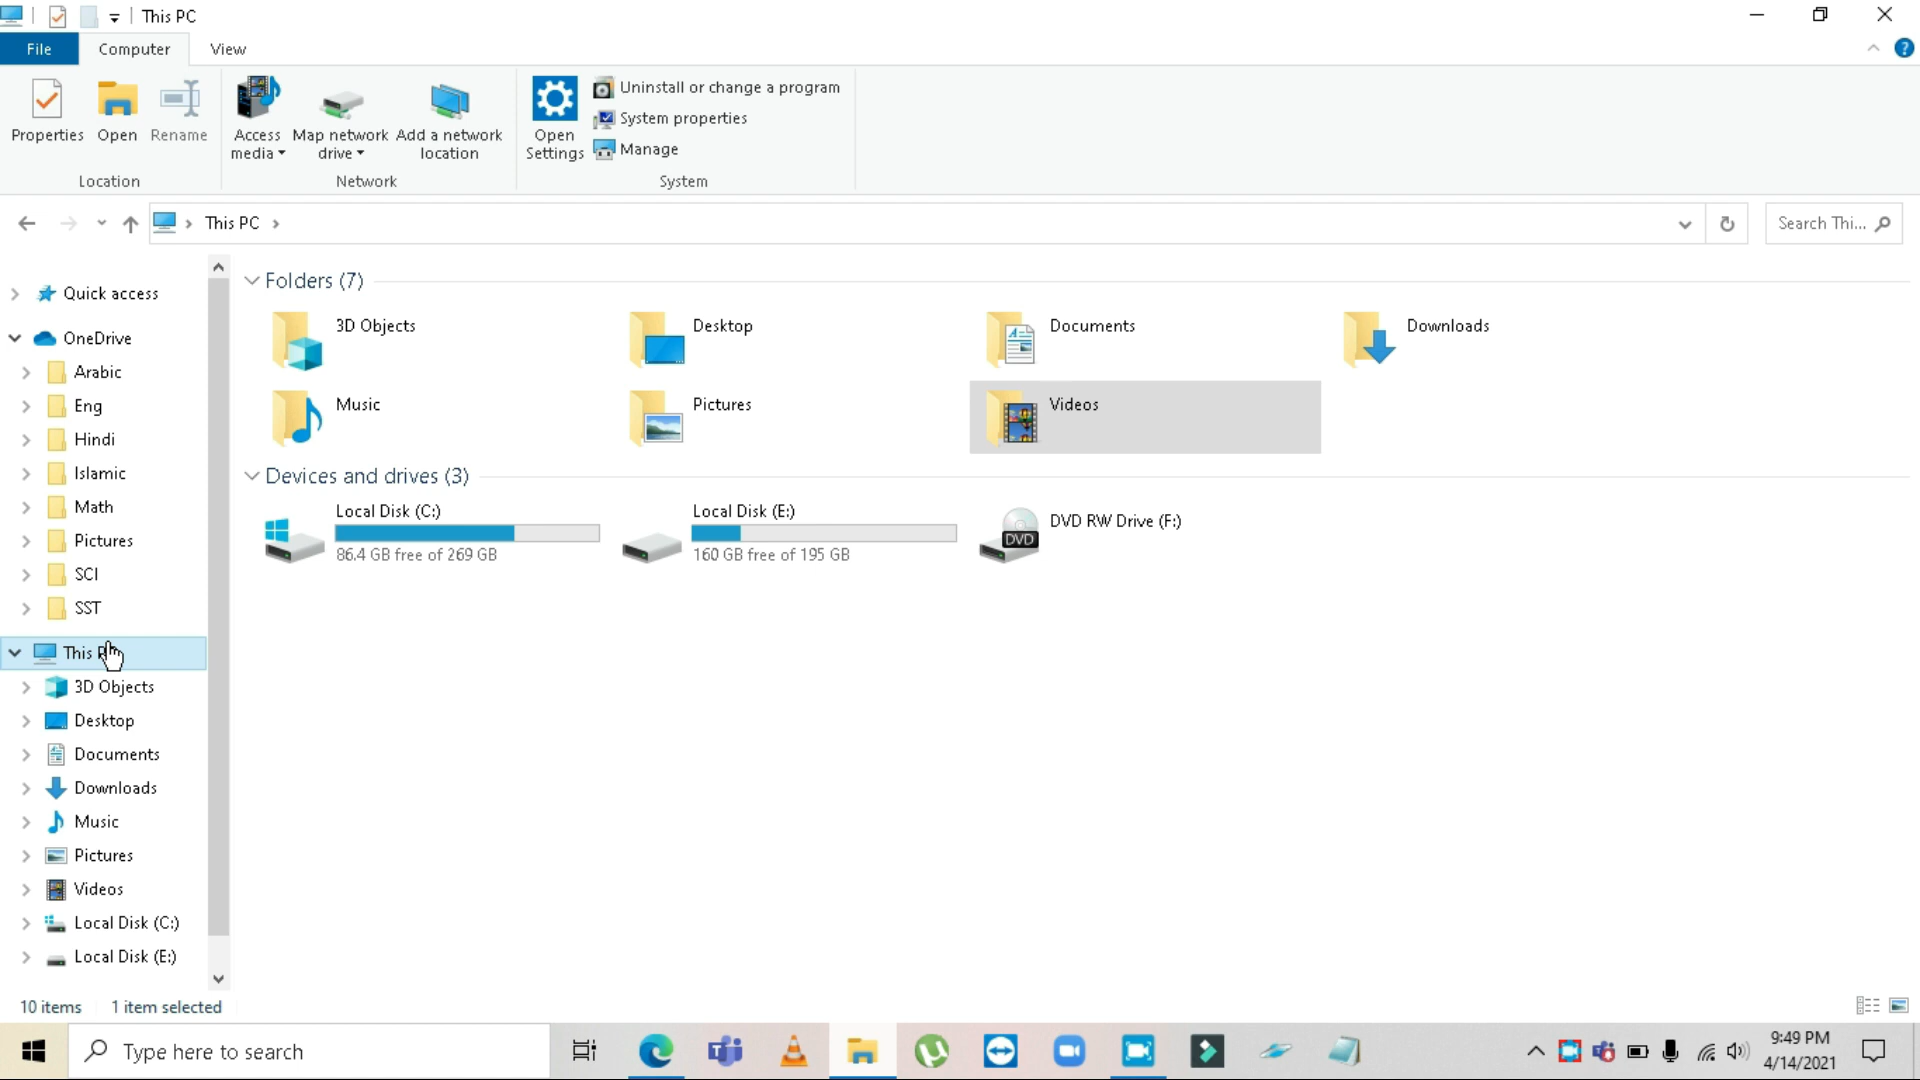 This PC
File Computer View
Properties Open Rename
Access media Map network drive Add a network location
Open Settings
Uninstall or change a program
System properties
Manage
Location Network System
This PC
Search Thi...
Quick access
OneDrive
Arabic
Eng
Hindi
Islamic
Math
Pictures
SCI
SST
This P
3D Objects
Desktop
Documents
Downloads
Music
Pictures
Videos
Local Disk (C:)
Local Disk (E:)
Folders (7)
3D Objects Desktop Documents Downloads
Music Pictures Videos
Devices and drives (3)
Local Disk (C:)
86.4 GB free of 269 GB
Local Disk (E:)
160 GB free of 195 GB
DVD RW Drive (F:)
DVD
10 items 1 item selected
Type here to search
9:49 PM
4/14/2021